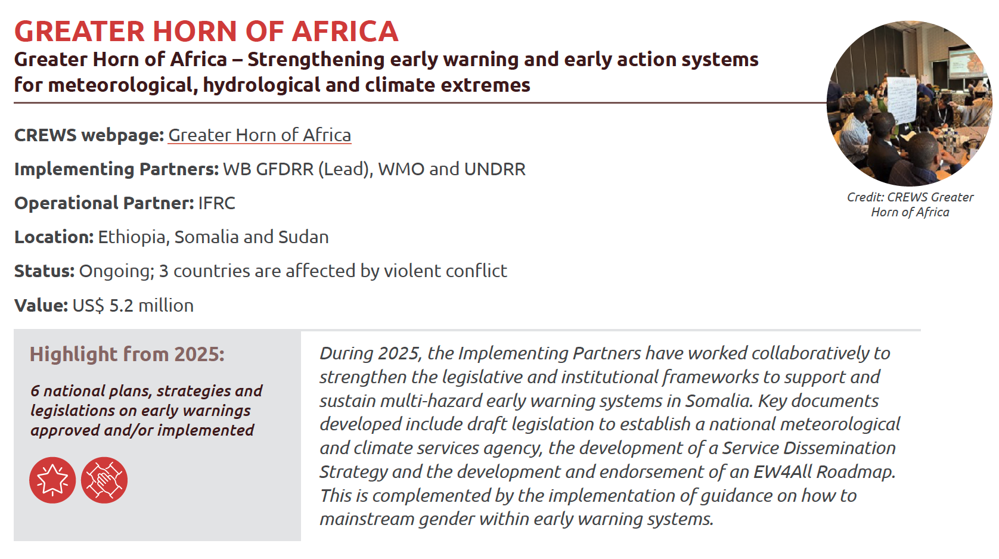 GREATER HORN OF AFRICA
Greater Horn of Africa – Strengthening early warning and early action systems
for meteorological, hydrological and climate extremes
CREWS webpage: Greater Horn of Africa
Implementing Partners: WB GFDRR (Lead), WMO and UNDRR
Operational Partner: IFRC
Location: Ethiopia, Somalia and Sudan
Status: Ongoing; 3 countries are affected by violent conflict
Value: US$ 5.2 million
Credit: CREWS Greater
Horn of Africa
Highlight from 2025:
6 national plans, strategies and
legislations on early warnings
approved and/or implemented
During 2025, the Implementing Partners have worked collaboratively to
strengthen the legislative and institutional frameworks to support and
sustain multi-hazard early warning systems in Somalia. Key documents
developed include draft legislation to establish a national meteorological
and climate services agency, the development of a Service Dissemination
Strategy and the development and endorsement of an EW4All Roadmap.
This is complemented by the implementation of guidance on how to
mainstream gender within early warning systems.